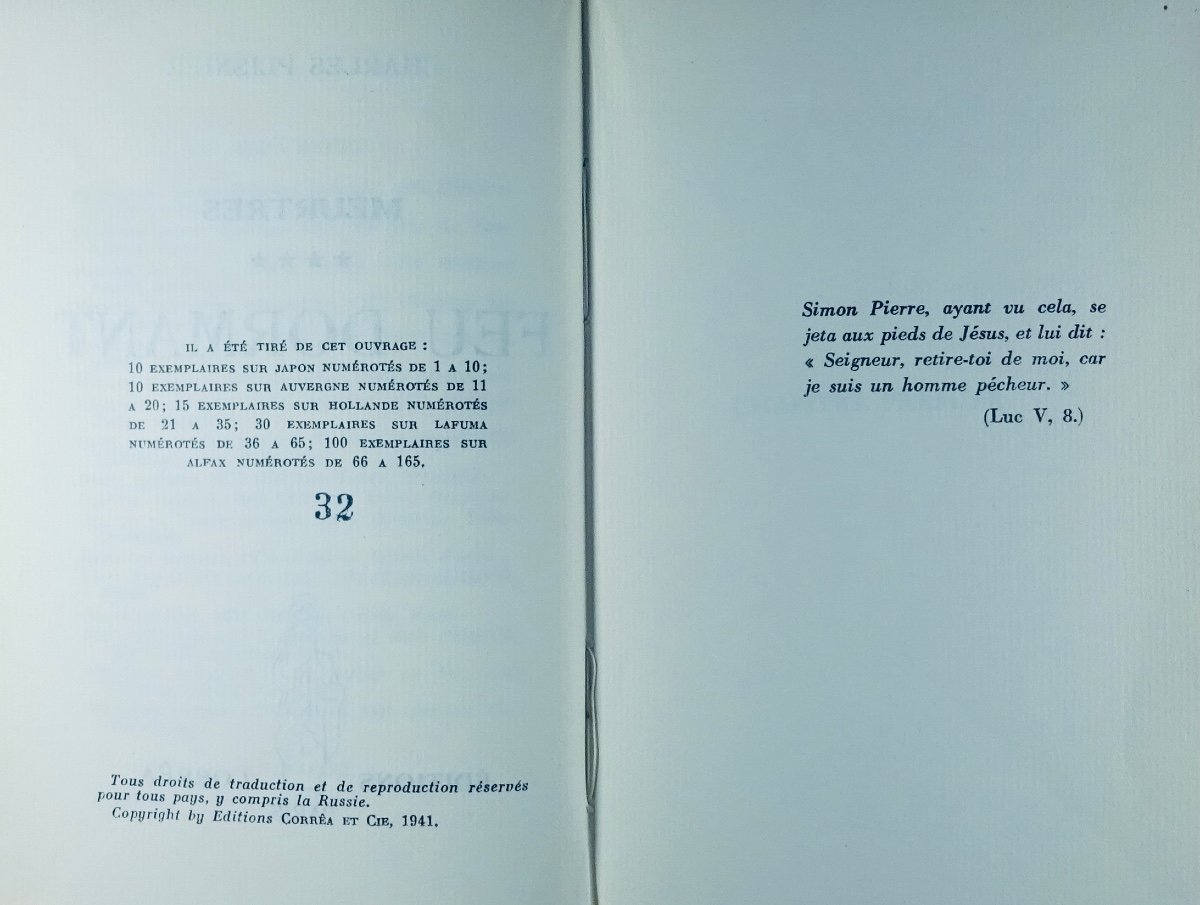 IL A ÉTÉ TIRÉ DE CET OUVRAGE :
10 EXEMPLAIRES SUR JAPON NUMÉROTÉS DE 1 A 10;
10 EXEMPLAIRES SUR AUVERGNE NUMÉROTÉS DE 11
A 20; 15 EXEMPLAIRES SUR HOLLANDE NUMÉROTÉS
DE 21 A 35; 30 EXEMPLAIRES SUR LAFUMA
NUMÉROTÉS DE 36 A 65; 100 EXEMPLAIRES SUR
ALFAX NUMÉROTÉS DE 66 A 165.
32
Tous droits de traduction et de reproduction réservés
pour tous pays, y compris la Russie.
Copyright by Editions CORRÊA ET CIE, 1941.
Simon Pierre, ayant vu cela, se
jeta aux pieds de Jésus, et lui dit :
« Seigneur, retire-toi de moi, car
je suis un homme pécheur. »
(Luc V, 8.)